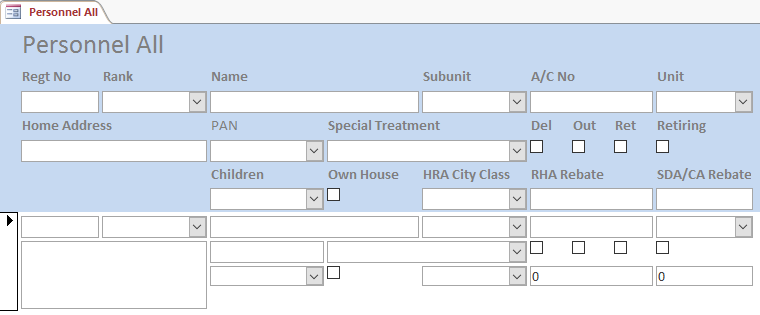 Personnel All
Personnel All
Regt No Rank Name Subunit A/C No Unit
Home Address PAN Special Treatment Del Out Ret Retiring
Children Own House HRA City Class RHA Rebate SDA/CA Rebate
0 0